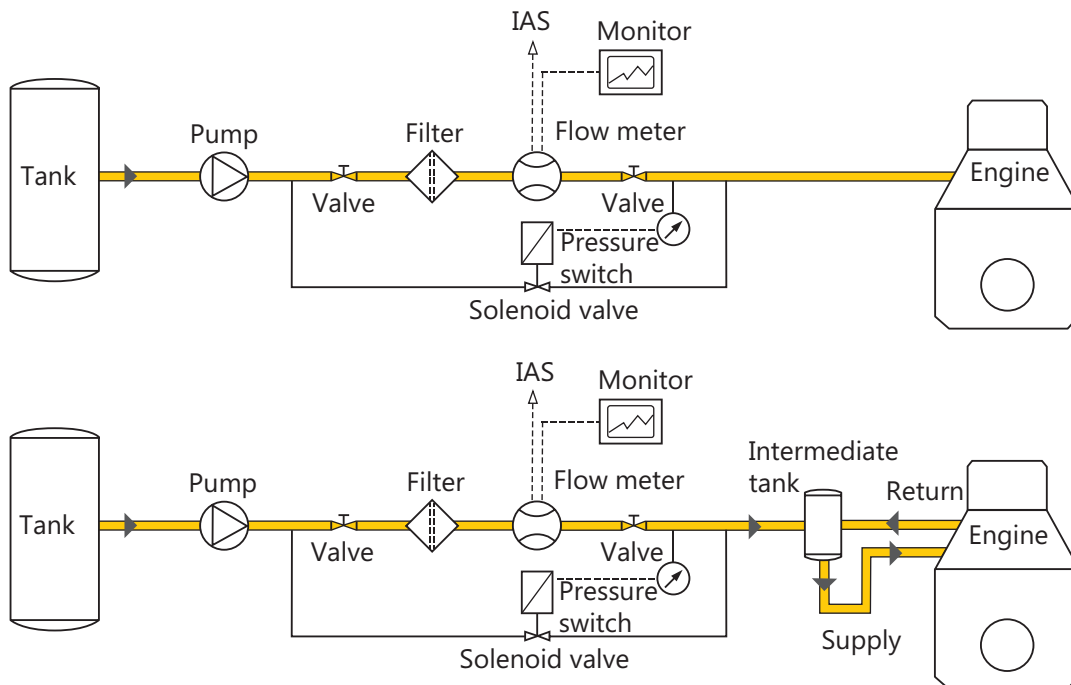 IAS
Monitor
Pump
Filter
Flow meter
Tank
Engine
Valve
Valve
Pressure
switch
Solenoid valve
IAS
Monitor
Intermediate
tank
Pump
Filter
Flow meter
Return
Tank
Engine
Valve
Valve
Pressure
switch
Supply
Solenoid valve